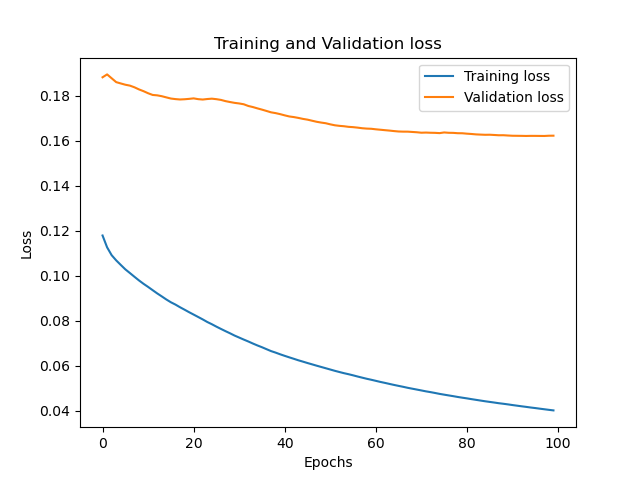 Training and Validation loss
Training loss
Validation loss
0.18
0.16
0.14
0.12
0.10
0.08
0.06
0.04
Loss
0 20 40 60 80 100
Epochs